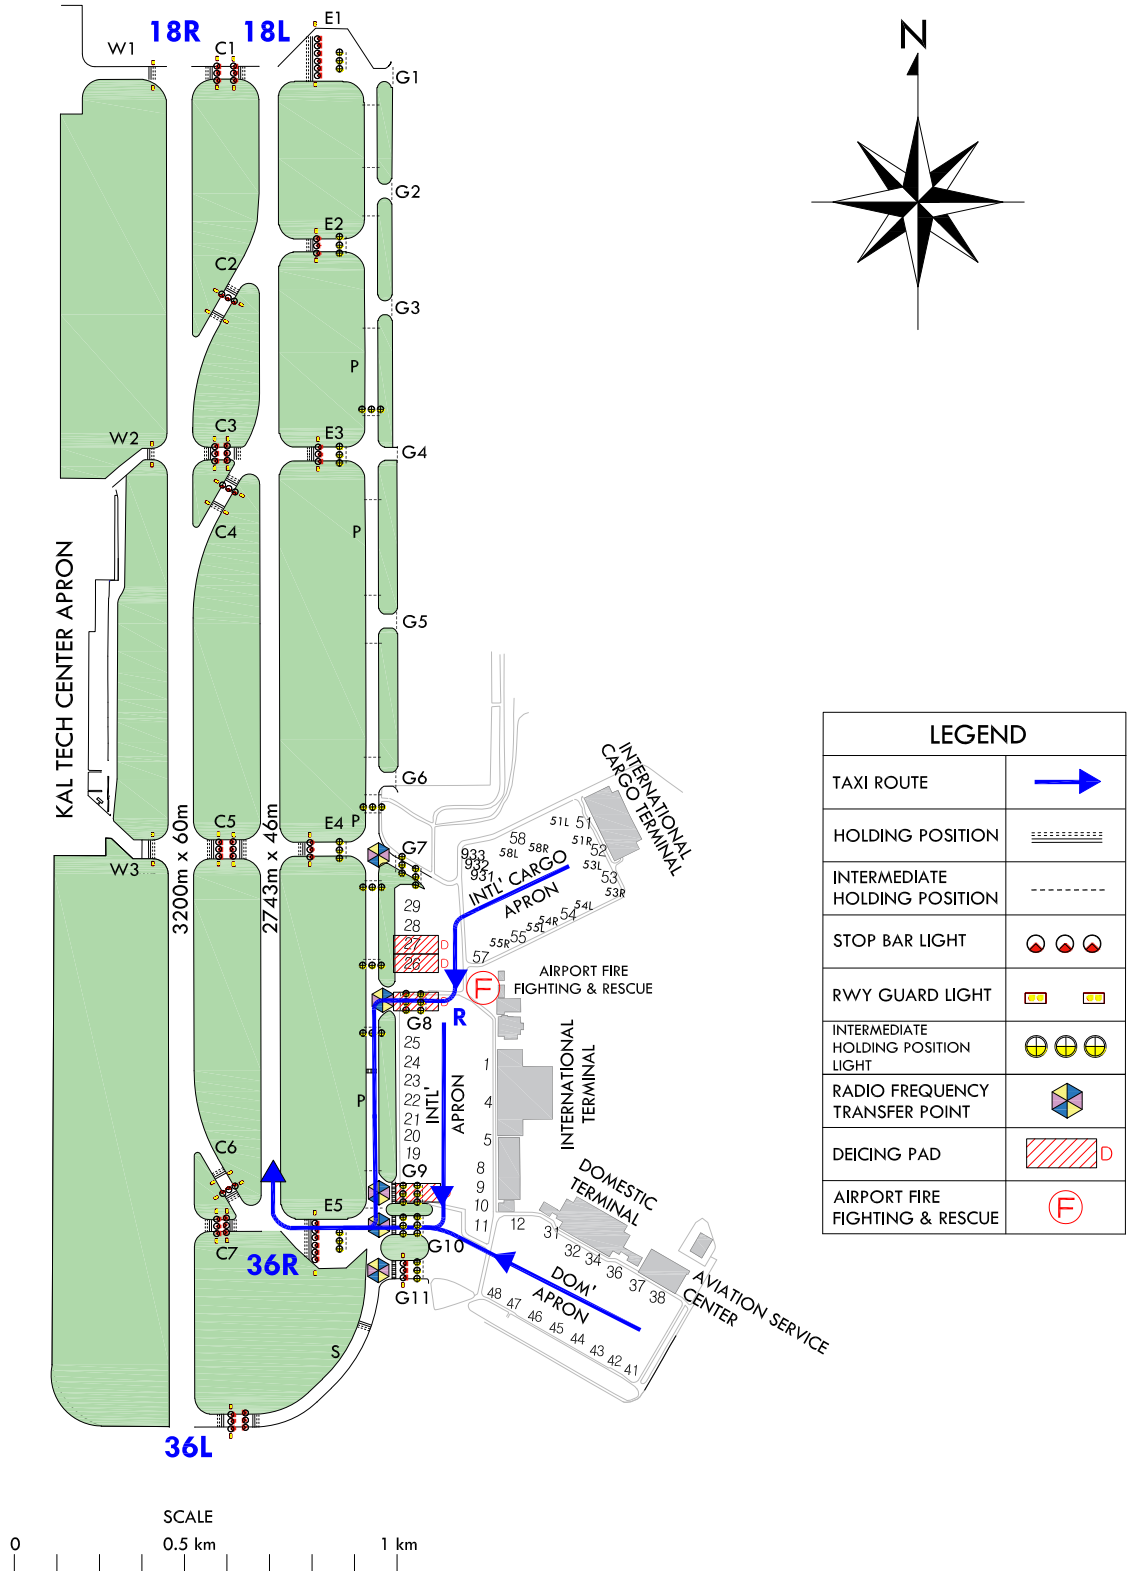 18R
18L
E1
N
W1
C1
G1
G2
E2
C2
G3
P
W2
C3
E3
G4
C4
P
G5
KAL TECH CENTER APRON
3200m x 60m
2743m x 46m
G6
P
C5
E4
G7
W3
INTERNATIONAL
CARGO TERMINAL
51L
51
58
51R
58R
52
933
58L
932
53L
931
53
INTL' CARGO
APRON
53R
54L
54
54R
55L
55
55R
57
29
28
27
D
26
D
F
AIRPORT FIRE
FIGHTING & RESCUE
G8
D
R
25
24
23
22
21
20
19
P
INTL'
APRON
1
4
5
8
9
10
11
INTERNATIONAL
TERMINAL
G9
D
C6
E5
G10
C7
36R
G11
DOMESTIC
TERMINAL
12
31
32
34
36
37
38
DOM'
APRON
48
47
46
45
44
43
42
41
AVIATION SERVICE
CENTER
S
36L
LEGEND
TAXI ROUTE
HOLDING POSITION
INTERMEDIATE
HOLDING POSITION
STOP BAR LIGHT
RWY GUARD LIGHT
INTERMEDIATE
HOLDING POSITION
LIGHT
RADIO FREQUENCY
TRANSFER POINT
DEICING PAD
D
AIRPORT FIRE
FIGHTING & RESCUE
F
SCALE
0
0.5 km
1 km